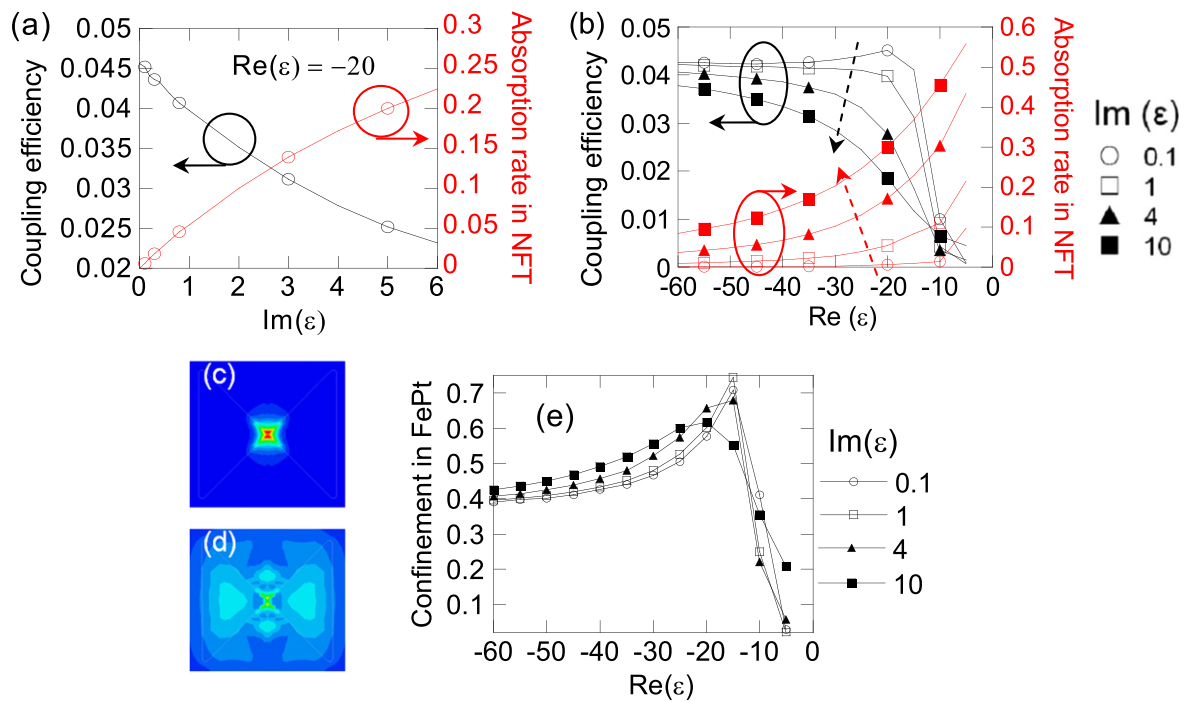 (a)
0.05
0.045
0.04
0.035
0.03
0.025
0.02
Coupling efficiency
Re(ε) = −20
0.3
0.25
0.2
0.15
0.1
0.05
0
Absorption rate in NFT
0 1 2 3 4 5 6
Im(ε)
(b)
0.05
0.04
0.03
0.02
0.01
0
Coupling efficiency
0.6
0.5
0.4
0.3
0.2
0.1
0
Absorption rate in NFT
-60 -50 -40 -30 -20 -10 0
Re (ε)
Im (ε)
0.1
1
4
10
(c)
(d)
(e)
0.7
0.6
0.5
0.4
0.3
0.2
0.1
Confinement in FePt
-60 -50 -40 -30 -20 -10 0
Re(ε)
Im(ε)
0.1
1
4
10